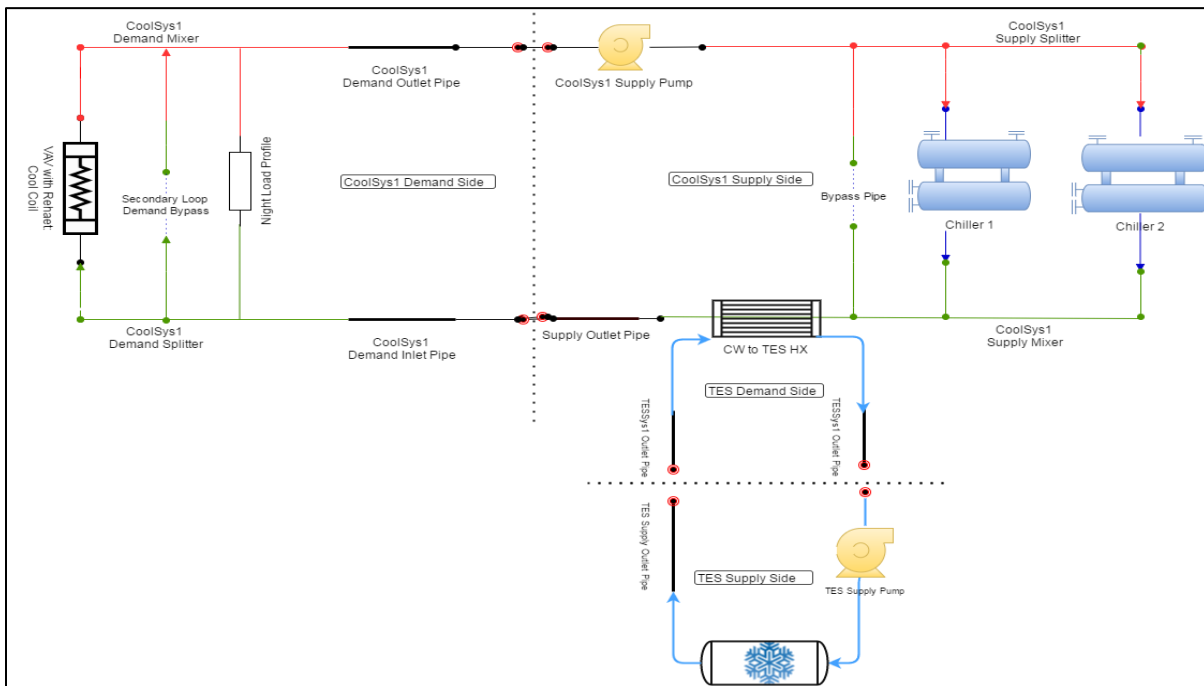 CoolSys1
Demand Mixer
CoolSys1
Supply Splitter
CoolSys1
Demand Outlet Pipe
CoolSys1 Supply Pump
VAV with Rehaet
Cool Coil
Secondary Loop
Demand Bypass
Night Load Profile
CoolSys1 Demand Side
CoolSys1 Supply Side
Bypass Pipe
Chiller 1
Chiller 2
CoolSys1
Demand Splitter
CoolSys1
Demand Inlet Pipe
Supply Outlet Pipe
CW to TES HX
CoolSys1
Supply Mixer
TES Demand Side
TESSys1 Outlet Pipe
TESSys1 Outlet Pipe
TES Supply Outlet
Pipe
TES Supply Side
TES Supply Pump